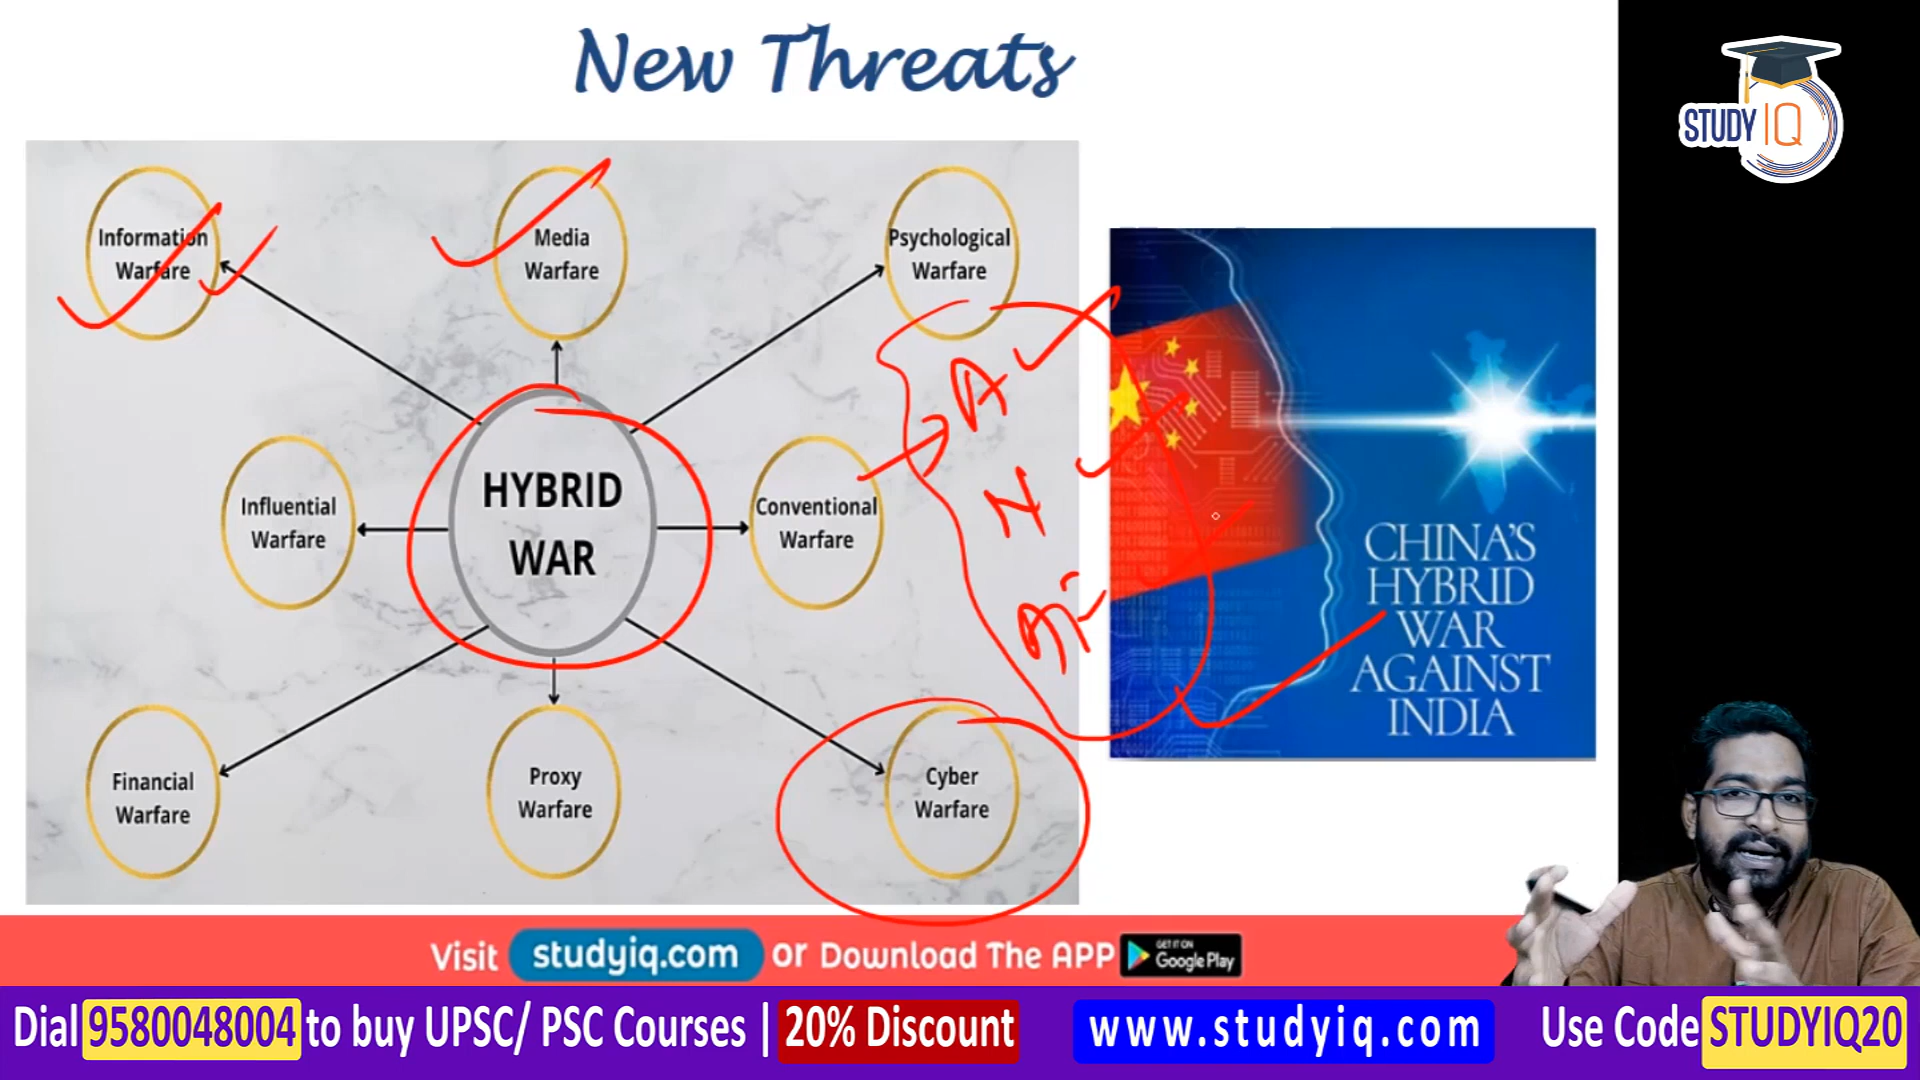 New Threats
STUDY IQ
Information
Warfare
Media
Warfare
Psychological
Warfare
A
N
Influential
Warfare
HYBRID
WAR
Conventional
Warfare
Financial
Warfare
Proxy
Warfare
Cyber
Warfare
CHINA'S
HYBRID
WAR
AGAINST
INDIA
Visit studyiq.com or Download The APP GET IT ON Google Play
Dial 9580048004 to buy UPSC/ PSC Courses | 20% Discount www.studyiq.com Use Code STUDYIQ20